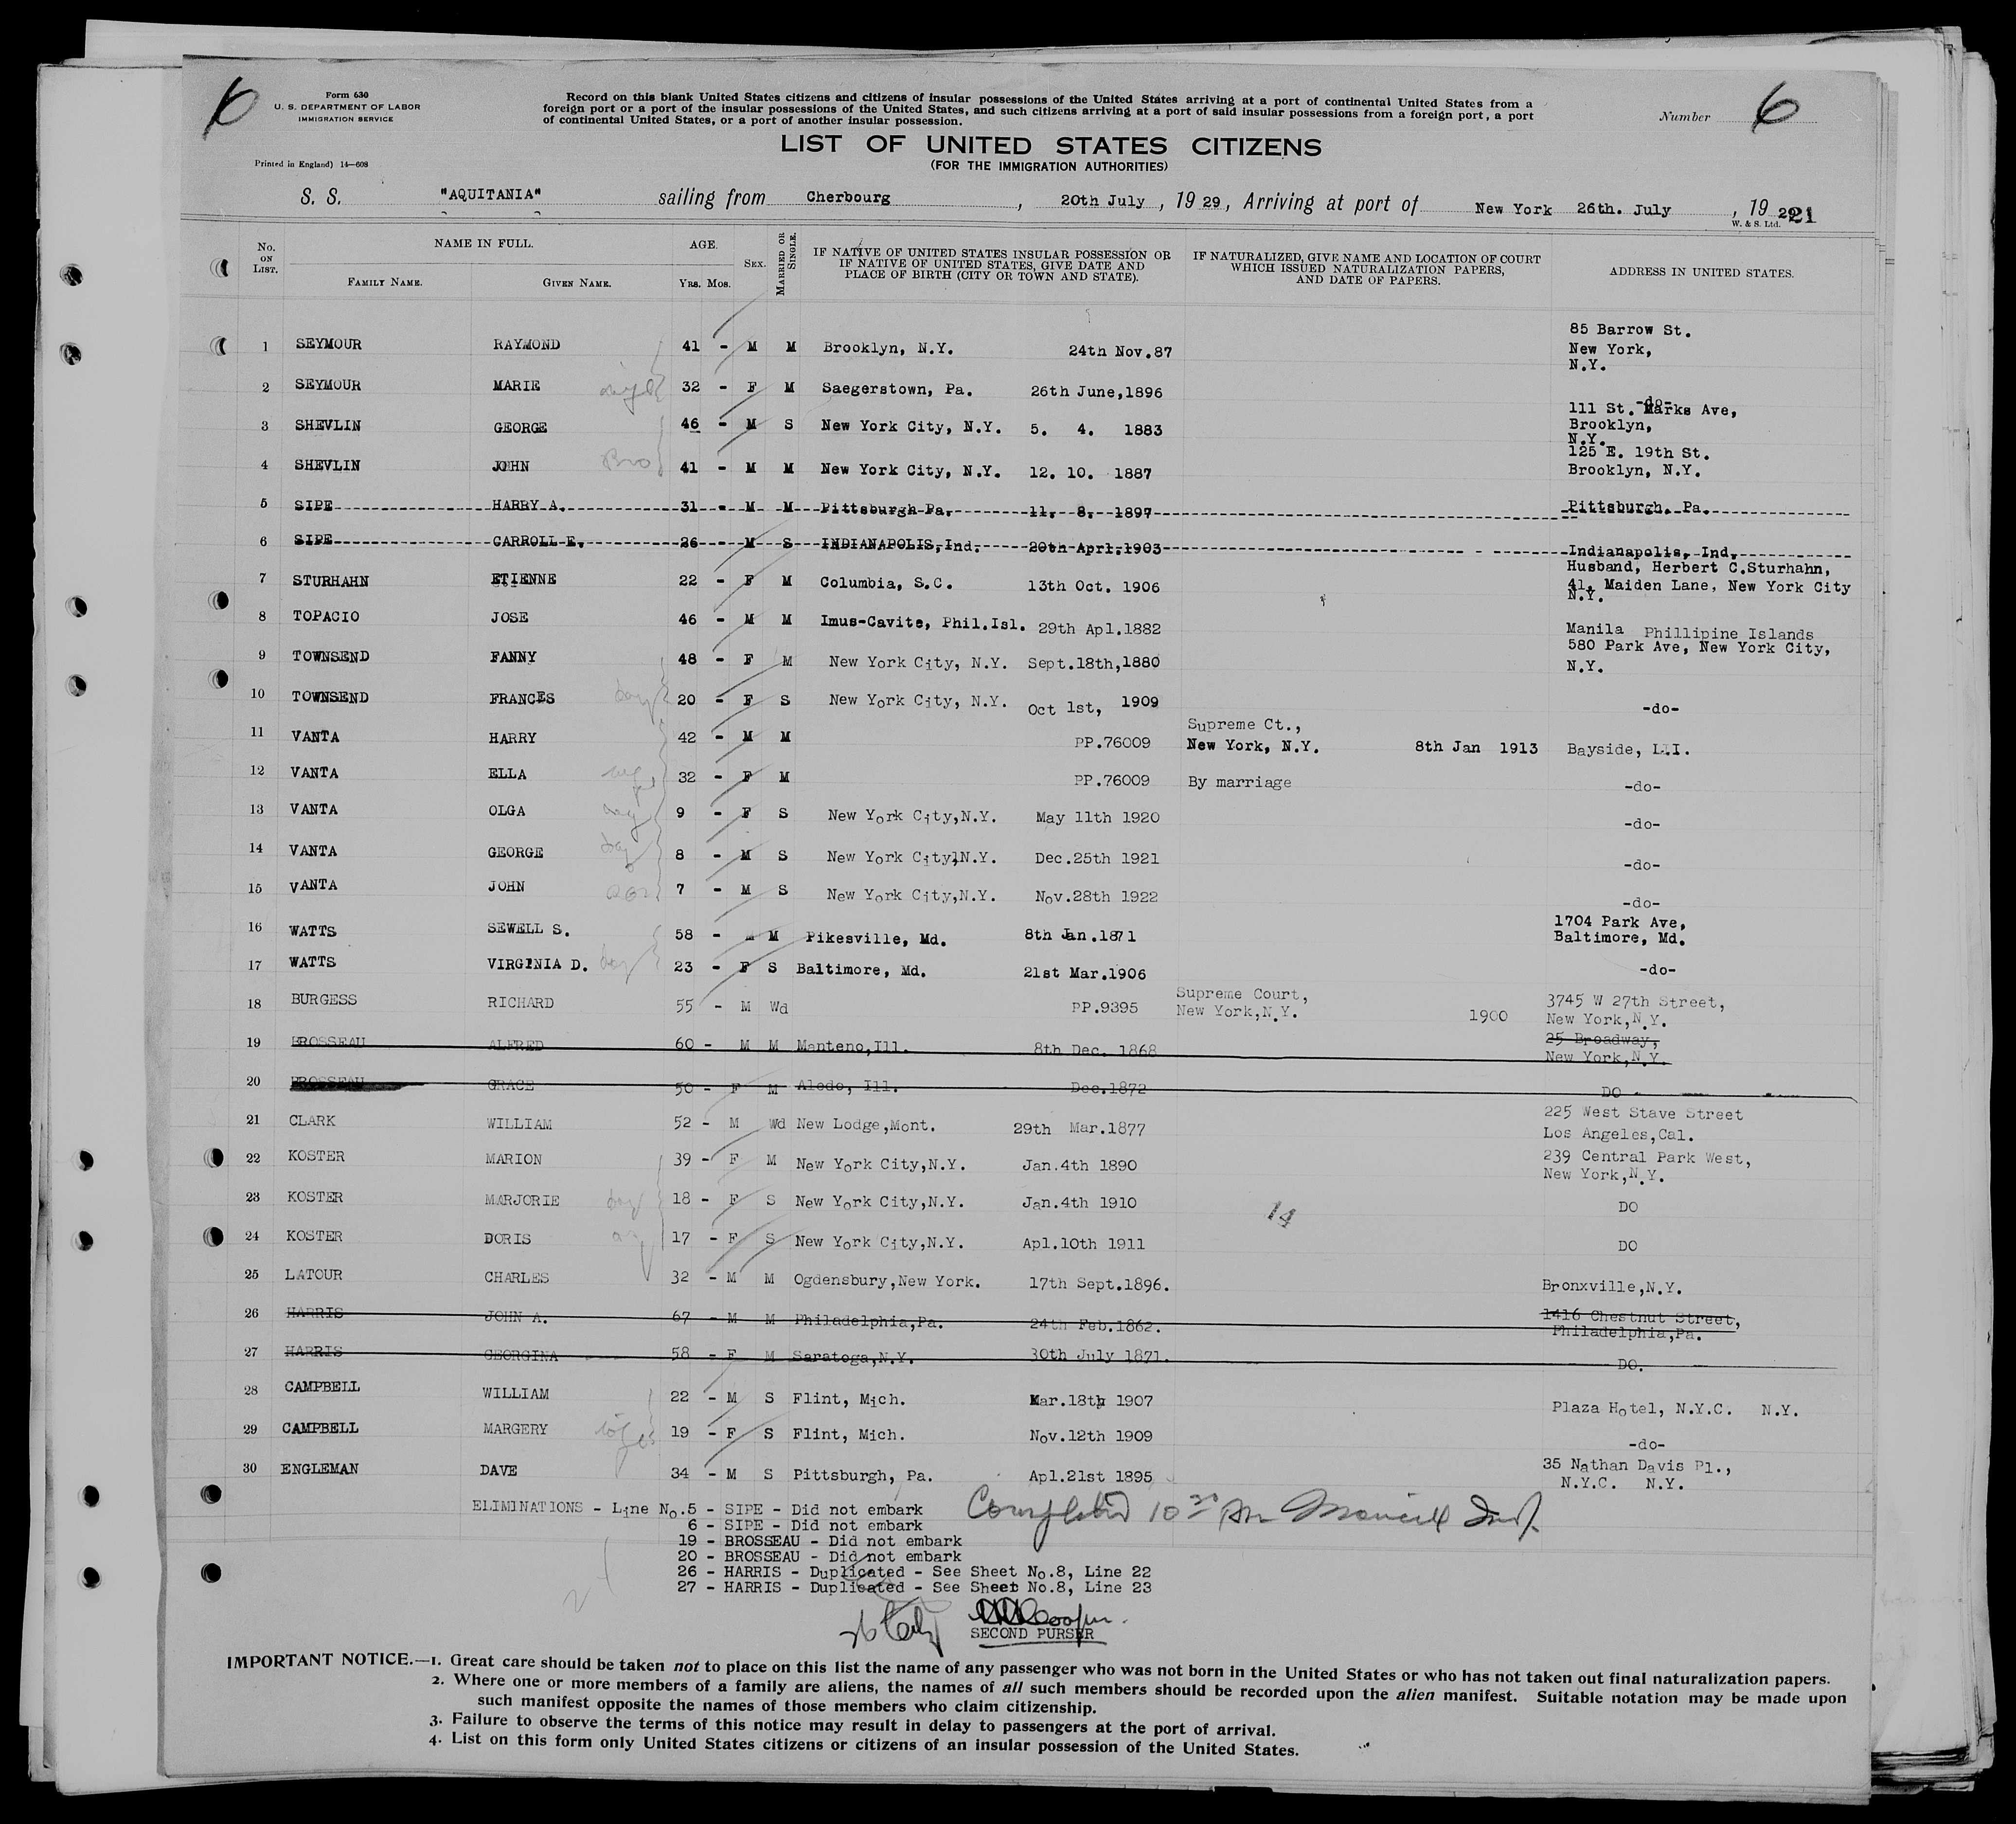 6
Form 630
U. S. DEPARTMENT OF LABOR
IMMIGRATION SERVICE
Printed in England) 14—608
Record on this blank United States citizens and citizens of insular possessions of the United States arriving at a port of continental United States from a
foreign port or a port of the insular possessions of the United States, and such citizens arriving at a port of said insular possessions from a foreign port, a port
of continental United States, or a port of another insular possession.
Number 6
LIST OF UNITED STATES CITIZENS
(FOR THE IMMIGRATION AUTHORITIES)
S. S. "AQUITANIA" sailing from Cherbourg, 20th July, 1929, Arriving at port of New York 26th. July, 19
21
W. & S. Ltd.
No. ON LIST. NAME IN FULL. FAMILY NAME. GIVEN NAME. AGE. YRS. MOS. SEX. MARRIED OR SINGLE. IF NATIVE OF UNITED STATES INSULAR POSSESSION OR IF NATIVE OF UNITED STATES, GIVE DATE AND PLACE OF BIRTH (CITY OR TOWN AND STATE). IF NATURALIZED, GIVE NAME AND LOCATION OF COURT WHICH ISSUED NATURALIZATION PAPERS, AND DATE OF PAPERS. ADDRESS IN UNITED STATES.
1 SEYMOUR RAYMOND 41 - M M Brooklyn, N.Y. 24th Nov.87 85 Barrow St. New York, N.Y.
2 SEYMOUR MARIE 32 - F M Saegerstown, Pa. 26th June,1896 -do-
3 SHEVLIN GEORGE 46 - M S New York City, N.Y. 5. 4. 1883 111 St. Marks Ave, Brooklyn, N.Y.
4 SHEVLIN JOHN Bro 41 - M M New York City, N.Y. 12. 10. 1887 125 E. 19th St. Brooklyn, N.Y.
5 SIPE HARRY A. 31 - M M Pittsburgh Pa. 11. 8. 1897 Pittsburgh. Pa.
6 SIPE CARROLL E. 26 - M S INDIANAPOLIS, Ind. 20th Aprl.1903 Indianapolis, Ind.
7 STURHAHN ETIENNE 22 - F M Columbia, S.C. 13th Oct. 1906 Husband, Herbert C.Sturhahn, 41, Maiden Lane, New York City N.Y.
8 TOPACIO JOSE 46 - M M Imus-Cavite, Phil.Isl. 29th Apl.1882 Manila Phillipine Islands
9 TOWNSEND FANNY 48 - F M New York City, N.Y. Sept.18th,1880 580 Park Ave, New York City, N.Y.
10 TOWNSEND FRANCES 20 - F S New York City, N.Y. Oct 1st, 1909 -do-
11 VANTA HARRY 42 - M M PP.76009 Supreme Ct., New York, N.Y. 8th Jan 1913 Bayside, L.I.
12 VANTA ELLA 32 - F M PP.76009 By marriage -do-
13 VANTA OLGA 9 - F S New York City,N.Y. May 11th 1920 -do-
14 VANTA GEORGE 8 - M S New York City,N.Y. Dec.25th 1921 -do-
15 VANTA JOHN 7 - M S New York City,N.Y. Nov.28th 1922 -do-
16 WATTS SEWELL S. 58 - M M Pikesville, Md. 8th Jan.1871 1704 Park Ave, Baltimore, Md.
17 WATTS VIRGINIA D. 23 - F S Baltimore, Md. 21st Mar.1906 -do-
18 BURGESS RICHARD 55 - M Wd PP.9395 Supreme Court, New York,N.Y. 1900 3745 W 27th Street, New York,N.Y.
19 BROSSEAU ALFRED 60 - M M Manteno,Ill. 8th Dec. 1868 25 Broadway, New York,N.Y.
20 BROSSEAU GRACE 50 - F M Aledo, Ill. Dec.1872 DO
21 CLARK WILLIAM 52 - M Wd New Lodge,Mont. 29th Mar.1877 225 West Stave Street Los Angeles,Cal.
22 KOSTER MARION 39 - F M New York City,N.Y. Jan.4th 1890 239 Central Park West, New York,N.Y.
23 KOSTER MARJORIE 18 - F S New York City,N.Y. Jan.4th 1910 14 DO
24 KOSTER DORIS 17 - F S New York City,N.Y. Apl.10th 1911 DO
25 LATOUR CHARLES 32 - M M Ogdensbury,New York. 17th Sept.1896. Bronxville,N.Y.
26 HARRIS JOHN A. 67 - M M Philadelphia,Pa. 24th Feb.1862. 1416 Chestnut Street, Philadelphia,Pa.
27 HARRIS GEORGINA 58 - F M Saratoga,N.Y. 30th July 1871. DO.
28 CAMPBELL WILLIAM 22 - M S Flint, Mich. Mar.18th 1907 Plaza Hotel, N.Y.C. N.Y.
29 CAMPBELL MARGERY 19 - F S Flint, Mich. Nov.12th 1909 -do-
30 ENGLEMAN DAVE 34 - M S Pittsburgh, Pa. Apl.21st 1895 35 Nathan Davis Pl., N.Y.C. N.Y.
ELIMINATIONS - Line No.5 - SIPE - Did not embark
6 - SIPE - Did not embark
19 - BROSSEAU - Did not embark
20 - BROSSEAU - Did not embark
26 - HARRIS - Duplicated - See Sheet No.8, Line 22
27 - HARRIS - Duplicated - See Sheet No.8, Line 23
Completed 10
SECOND PURSER
IMPORTANT NOTICE.—1. Great care should be taken not to place on this list the name of any passenger who was not born in the United States or who has not taken out final naturalization papers.
2. Where one or more members of a family are aliens, the names of all such members should be recorded upon the alien manifest. Suitable notation may be made upon
such manifest opposite the names of those members who claim citizenship.
3. Failure to observe the terms of this notice may result in delay to passengers at the port of arrival.
4. List on this form only United States citizens or citizens of an insular possession of the United States.